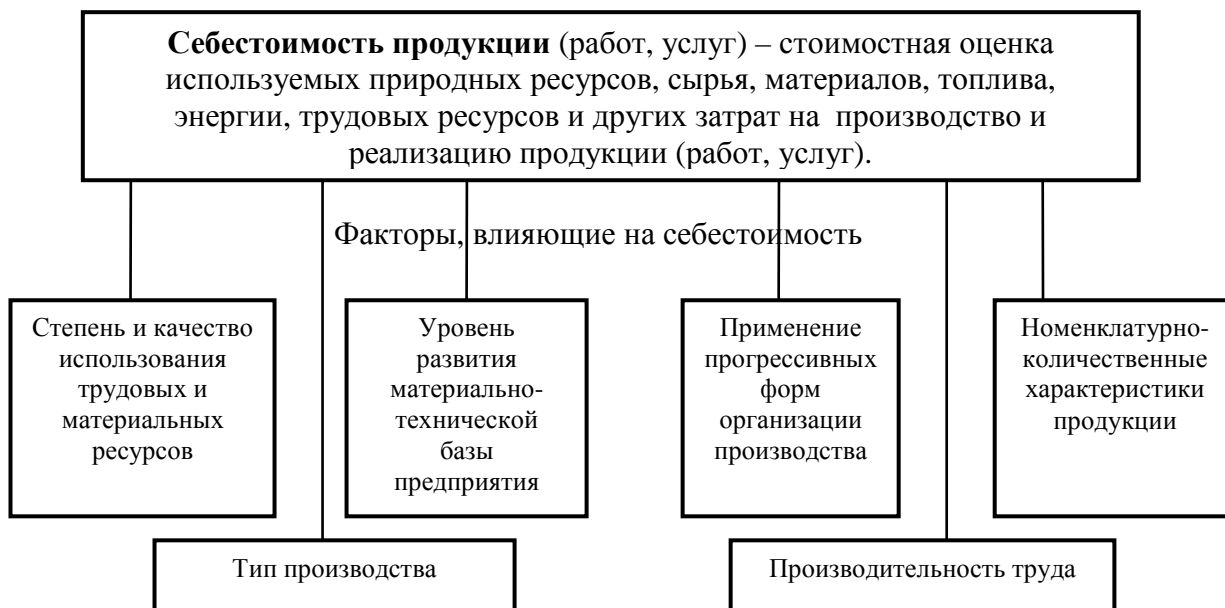 Себестоимость продукции (работ, услуг) – стоимостная оценка
используемых природных ресурсов, сырья, материалов, топлива,
энергии, трудовых ресурсов и других затрат на производство и
реализацию продукции (работ, услуг).
Факторы, влияющие на себестоимость
Степень и качество
использования
трудовых и
материальных
ресурсов
Уровень
развития
материально-
технической
базы
предприятия
Применение
прогрессивных
форм
организации
производства
Номенклатурно-
количественные
характеристики
продукции
Тип производства
Производительность труда